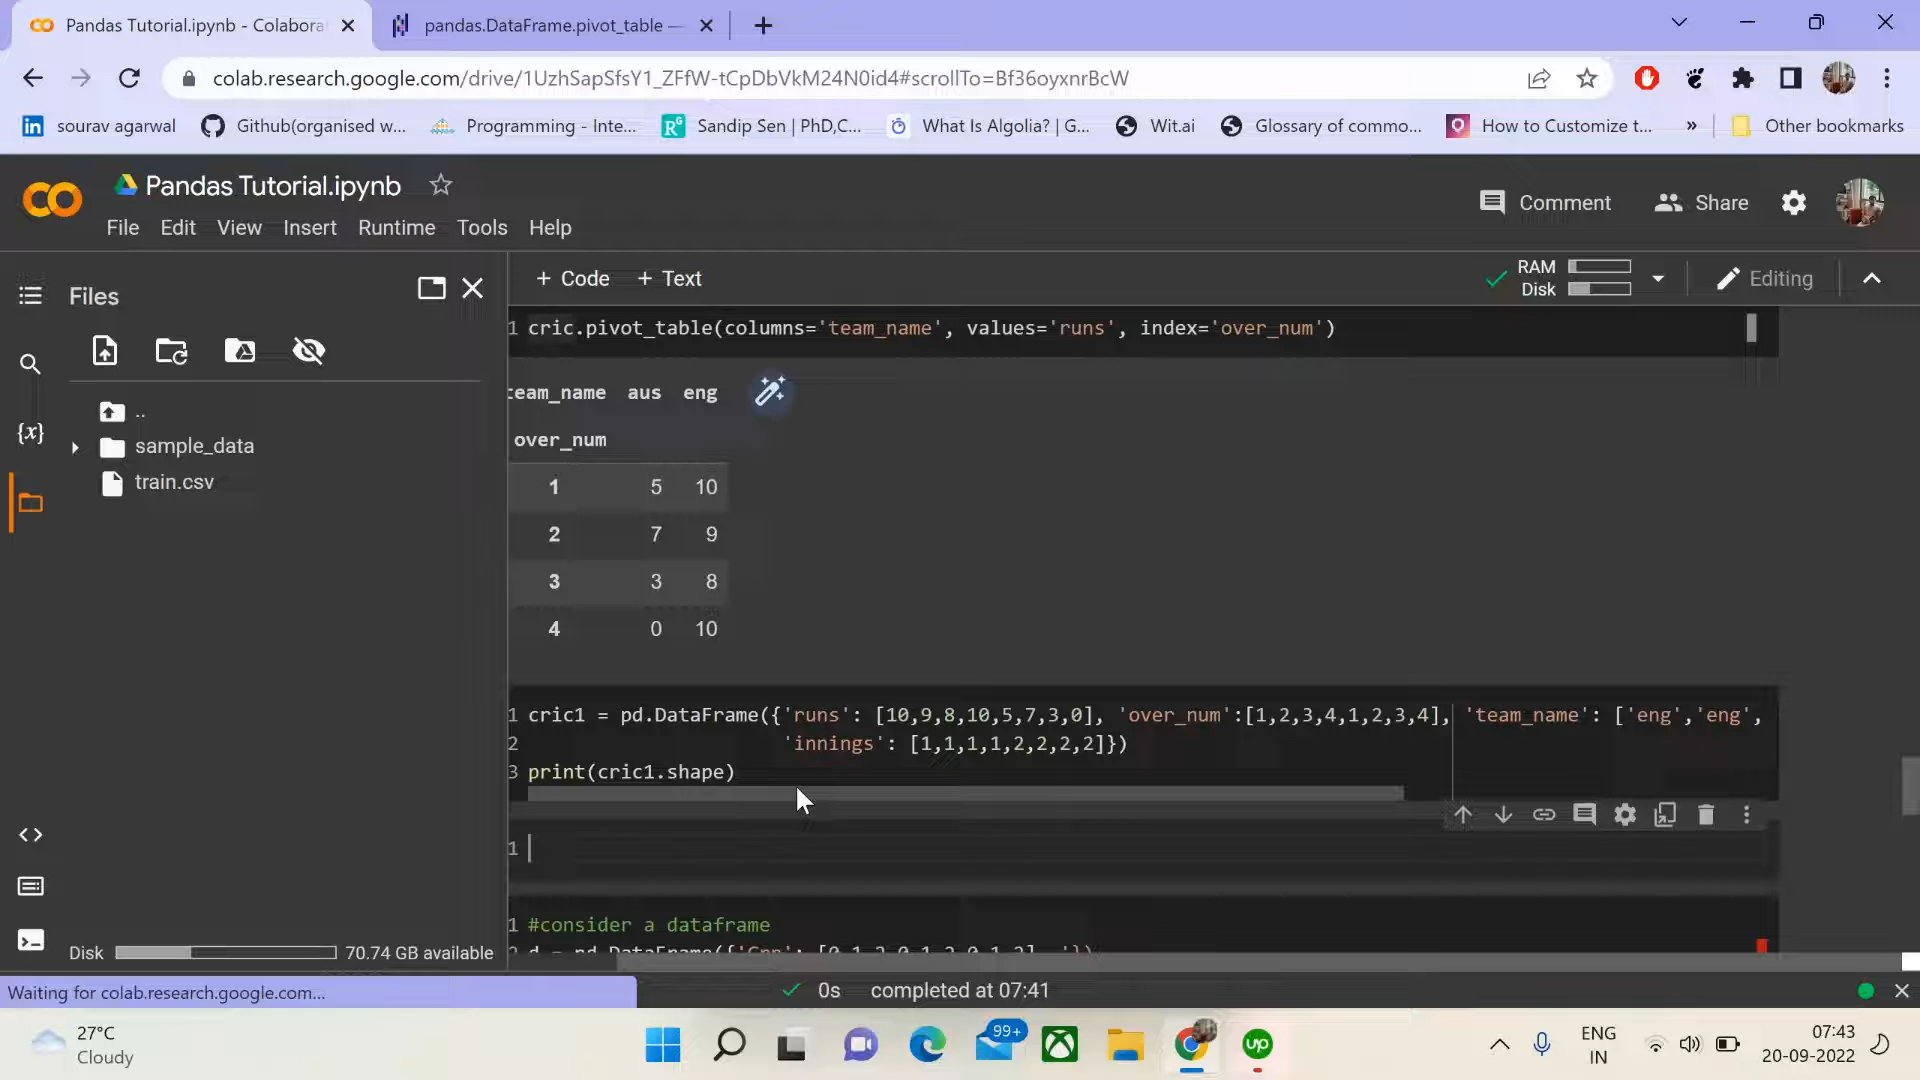 Pandas Tutorial.ipynb - Colabora
pandas.DataFrame.pivot_table —
colab.research.google.com/drive/1UzhSapSfsY1_ZFfW-tCpDbVkM24N0id4#scrollTo=Bf36oyxnrBcW
sourav agarwal
Github(organised w...
Programming - Inte...
Sandip Sen | PhD,C...
What Is Algolia? | G...
Wit.ai
Glossary of commo...
How to Customize t...
»
Other bookmarks
Pandas Tutorial.ipynb
Comment
Share
File Edit View Insert Runtime Tools Help
Files
+ Code + Text
RAM
Disk
Editing
..
sample_data
train.csv
{x}
1 cric.pivot_table(columns='team_name', values='runs', index='over_num')
team_name aus eng
over_num
1 5 10
2 7 9
3 3 8
4 0 10
1 cric1 = pd.DataFrame({'runs': [10,9,8,10,5,7,3,0], 'over_num':[1,2,3,4,1,2,3,4], 'team_name': ['eng','eng',
2 'innings': [1,1,1,1,2,2,2,2]})
3 print(cric1.shape)
1
1 #consider a dataframe
Disk 70.74 GB available
Waiting for colab.research.google.com...
0s completed at 07:41
27°C
Cloudy
99+
up
ENG
IN
07:43
20-09-2022